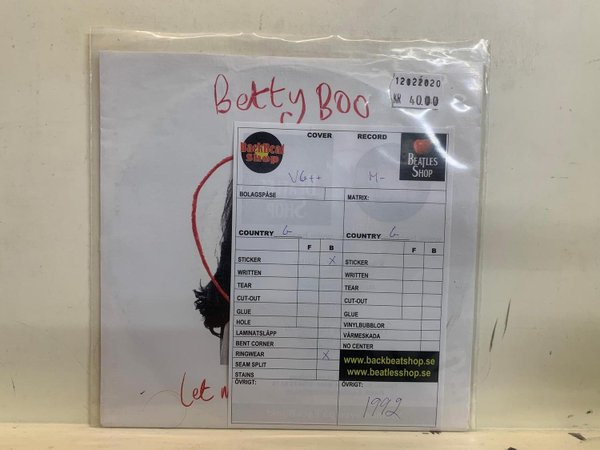 Betty Boo
12022020
KR 40.00
COVER RECORD
BackBeat Shop
BEATLES SHOP
VG++ M-
BOLAGSPÅSE MATRIX:
COUNTRY G COUNTRY G
F B F B
STICKER X STICKER
WRITTEN WRITTEN
TEAR TEAR
CUT-OUT CUT-OUT
GLUE GLUE
HOLE VINYLBUBBLOR
LAMINATSLÄPP VÄRMESKADA
BENT CORNER NO CENTER
RINGWEAR X
SEAM SPLIT
STAINS
www.backbeatshop.se
www.beatlesshop.se
ÖVRIGT: ÖVRIGT:
1992
Let